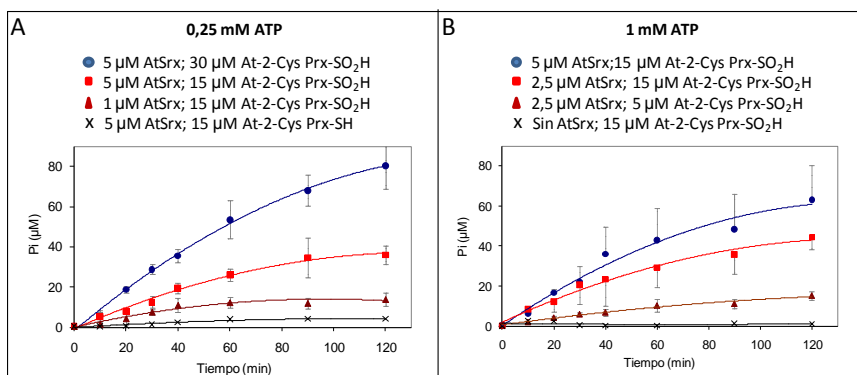 A
0,25 mM ATP
5 µM AtSrx; 30 µM At-2-Cys Prx-SO₂H
5 µM AtSrx; 15 µM At-2-Cys Prx-SO₂H
1 µM AtSrx; 15 µM At-2-Cys Prx-SO₂H
5 µM AtSrx; 15 µM At-2-Cys Prx-SH
Pi (µM)
80
60
40
20
0
0 20 40 60 80 100 120
Tiempo (min)
B
1 mM ATP
5 µM AtSrx;15 µM At-2-Cys Prx-SO₂H
2,5 µM AtSrx; 15 µM At-2-Cys Prx-SO₂H
2,5 µM AtSrx; 5 µM At-2-Cys Prx-SO₂H
Sin AtSrx; 15 µM At-2-Cys Prx-SO₂H
Pi (µM)
80
60
40
20
0
0 20 40 60 80 100 120
Tiempo (min)